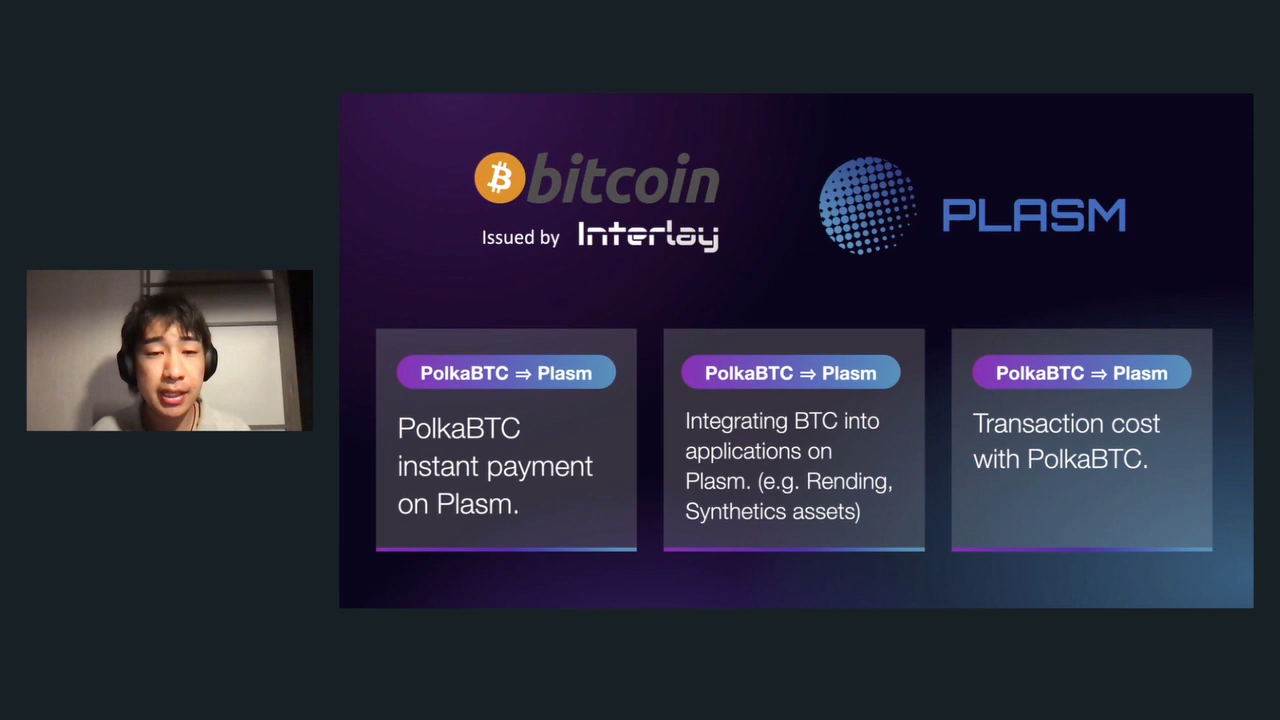 bitcoin
Issued by Interlay
PLASM
PolkaBTC ⇒ Plasm
PolkaBTC
instant payment
on Plasm.
PolkaBTC ⇒ Plasm
Integrating BTC into
applications on
Plasm. (e.g. Rending,
Synthetics assets)
PolkaBTC ⇒ Plasm
Transaction cost
with PolkaBTC.